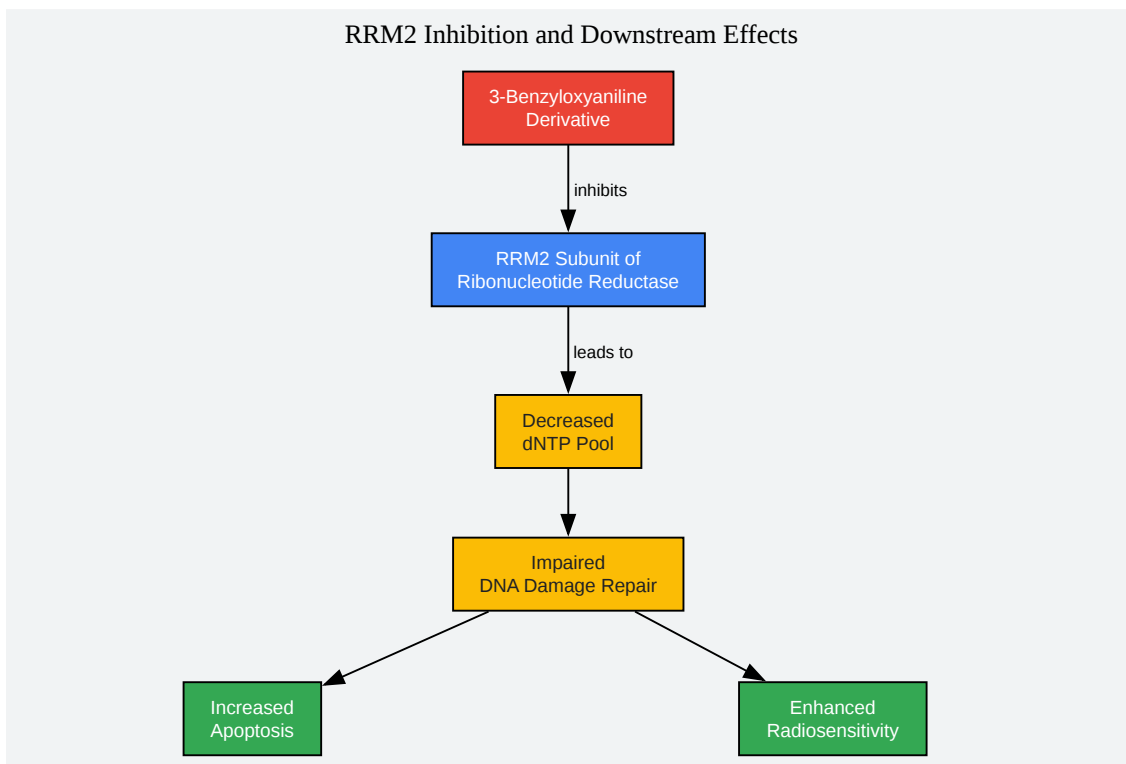 RRM2 Inhibition and Downstream Effects
3-Benzyloxyaniline
Derivative
inhibits
RRM2 Subunit of
Ribonucleotide Reductase
leads to
Decreased
dNTP Pool
Impaired
DNA Damage Repair
Increased
Apoptosis
Enhanced
Radiosensitivity